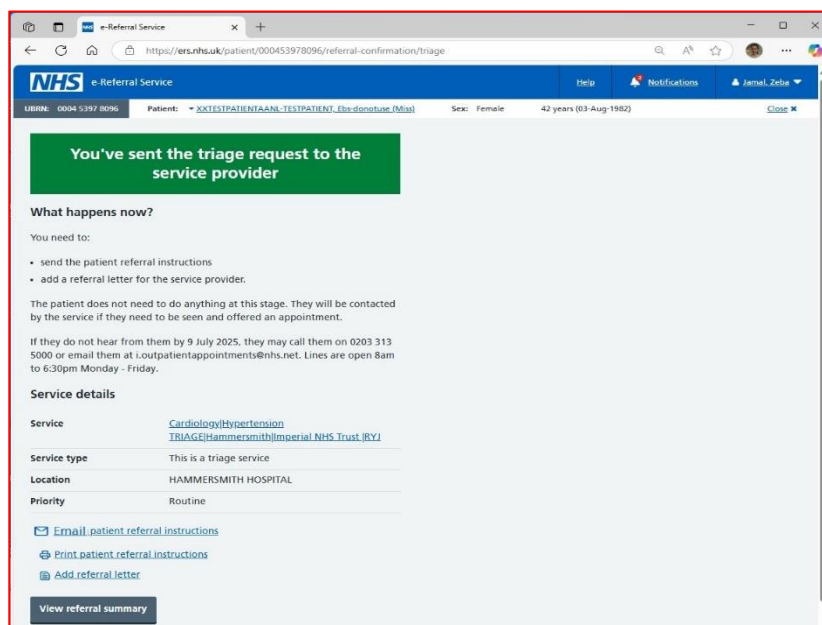 NHS e-Referral Service
https://ers.nhs.uk/patient/000453978096/referral-confirmation/triage
NHS e-Referral Service Help Notifications Jamal, Zeba
UBRN: 0004 5397 8096 Patient: XXTESTPATIENTAANL-TESTPATIENT, Ebs-donotuse (Miss) Sex: Female 42 years (03-Aug-1982) Close
You've sent the triage request to the
service provider
What happens now?
You need to:
• send the patient referral instructions
• add a referral letter for the service provider.
The patient does not need to do anything at this stage. They will be contacted
by the service if they need to be seen and offered an appointment.
If they do not hear from them by 9 July 2025, they may call them on 0203 313
5000 or email them at i.outpatientappointments@nhs.net. Lines are open 8am
to 6:30pm Monday - Friday.
Service details
Service Cardiology|Hypertension
TRIAGE|Hammersmith|Imperial NHS Trust |RYJ
Service type This is a triage service
Location HAMMERSMITH HOSPITAL
Priority Routine
Email patient referral instructions
Print patient referral instructions
Add referral letter
View referral summary